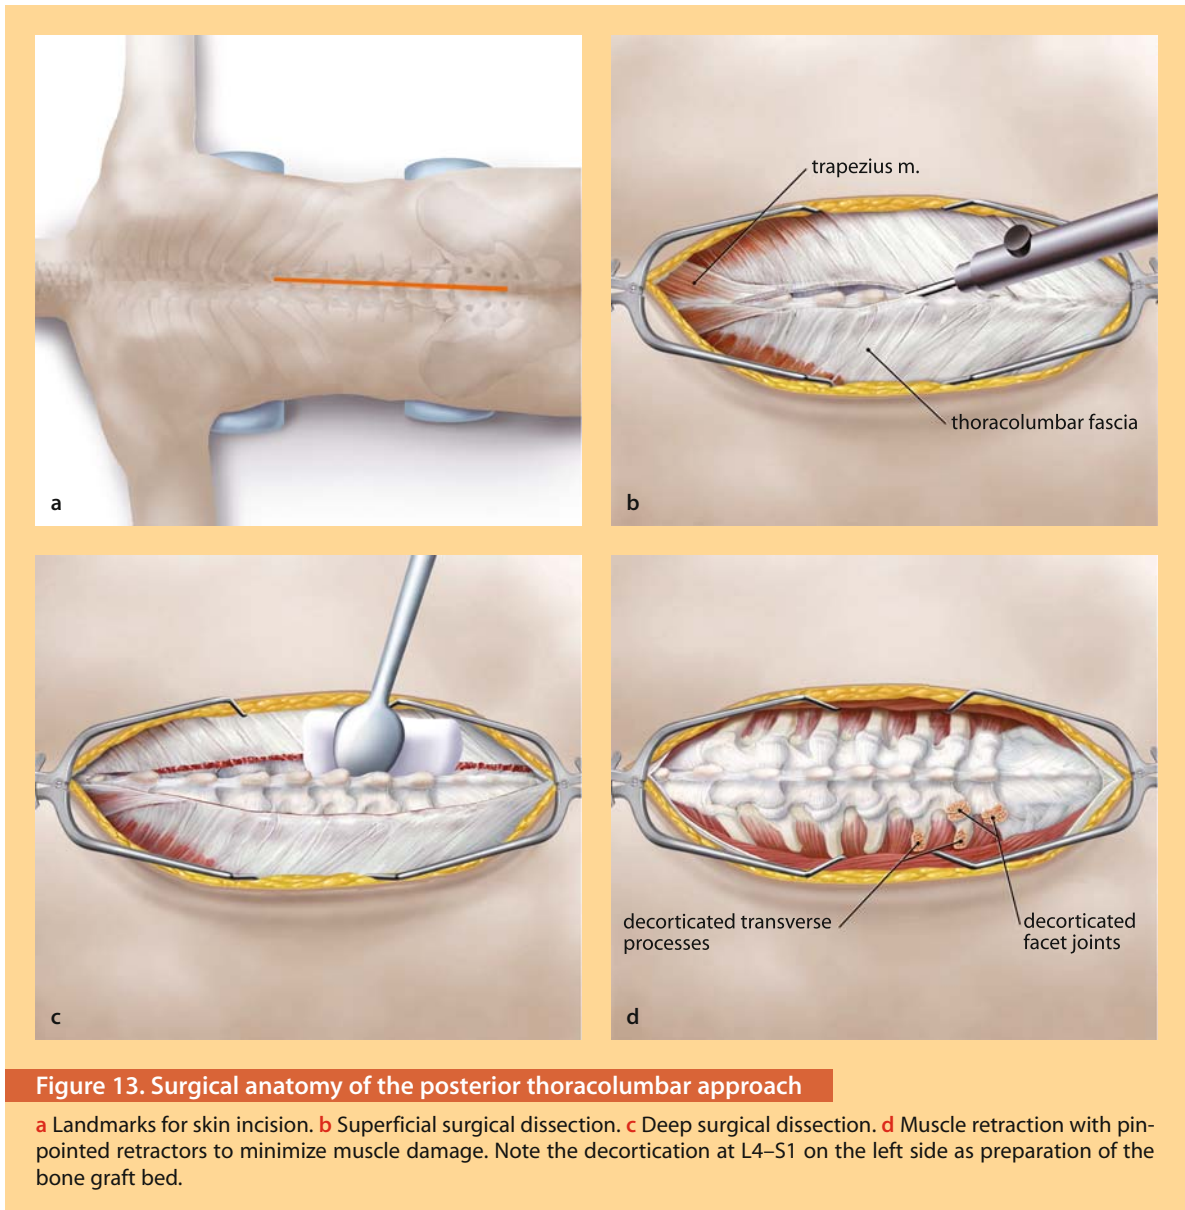 trapezius m.
thoracolumbar fascia
a
b
decorticated transverse
processes
decorticated
facet joints
c
d
Figure 13. Surgical anatomy of the posterior thoracolumbar approach
a Landmarks for skin incision. b Superficial surgical dissection. c Deep surgical dissection. d Muscle retraction with pin-
pointed retractors to minimize muscle damage. Note the decortication at L4–S1 on the left side as preparation of the
bone graft bed.